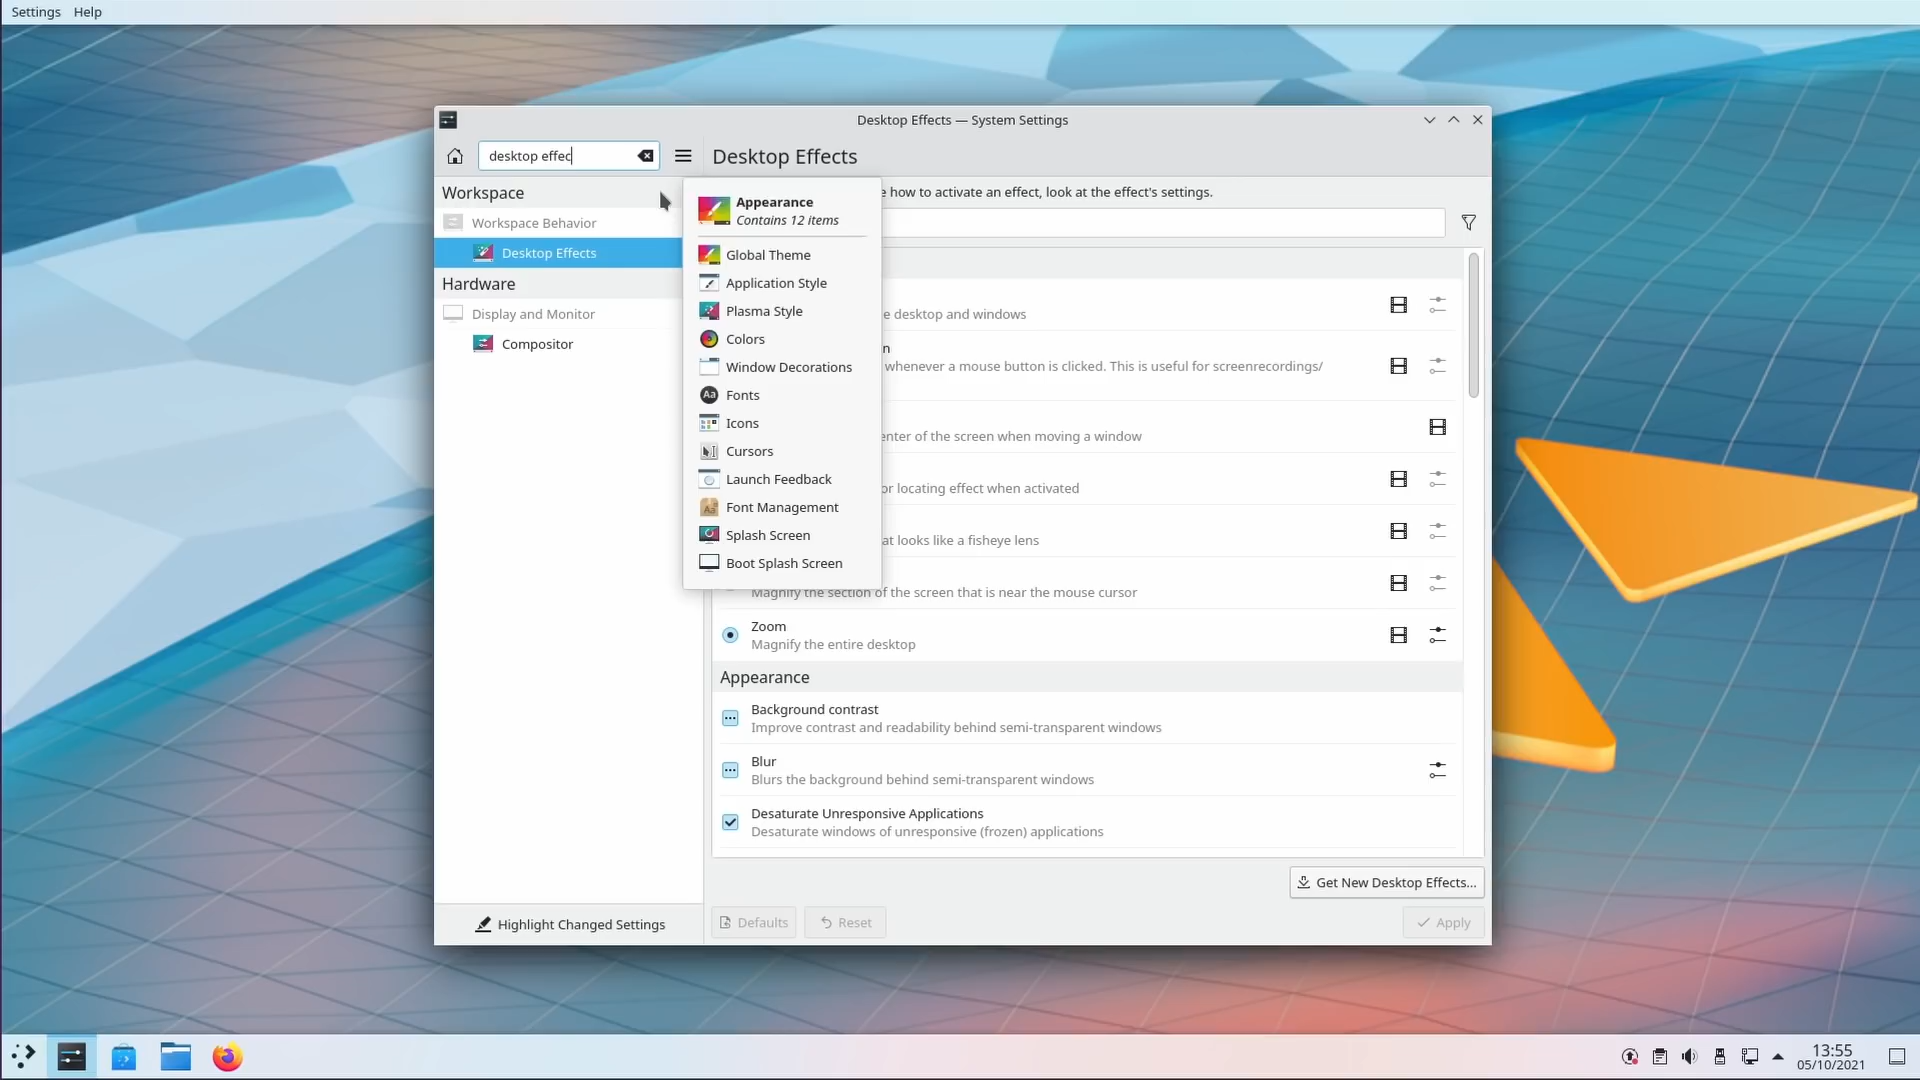 Settings Help
Desktop Effects — System Settings
desktop effec
Desktop Effects
Workspace
Workspace Behavior
Desktop Effects
Hardware
Display and Monitor
Compositor
Highlight Changed Settings
Appearance
Contains 12 items
Global Theme
Application Style
Plasma Style
Colors
Window Decorations
Fonts
Icons
Cursors
Launch Feedback
Font Management
Splash Screen
Boot Splash Screen
how to activate an effect, look at the effect's settings.
desktop and windows
whenever a mouse button is clicked. This is useful for screenrecordings/
of the screen when moving a window
locating effect when activated
looks like a fisheye lens
Magnify the section of the screen that is near the mouse cursor
Zoom
Magnify the entire desktop
Appearance
Background contrast
Improve contrast and readability behind semi-transparent windows
Blur
Blurs the background behind semi-transparent windows
Desaturate Unresponsive Applications
Desaturate windows of unresponsive (frozen) applications
Get New Desktop Effects...
Defaults Reset Apply
13:55
05/10/2021